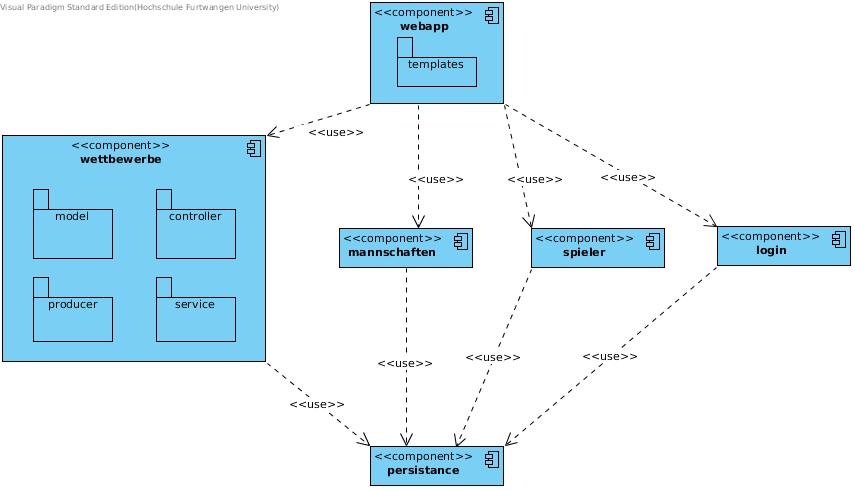 Visual Paradigm Standard Edition(Hochschule Furtwangen University)
<<component>>
webapp
templates
<<use>>
<<use>>
<<use>>
<<use>>
<<component>>
wettbewerbe
model
controller
producer
service
<<component>>
mannschaften
<<component>>
spieler
<<component>>
login
<<use>>
<<use>>
<<use>>
<<use>>
<<component>>
persistance